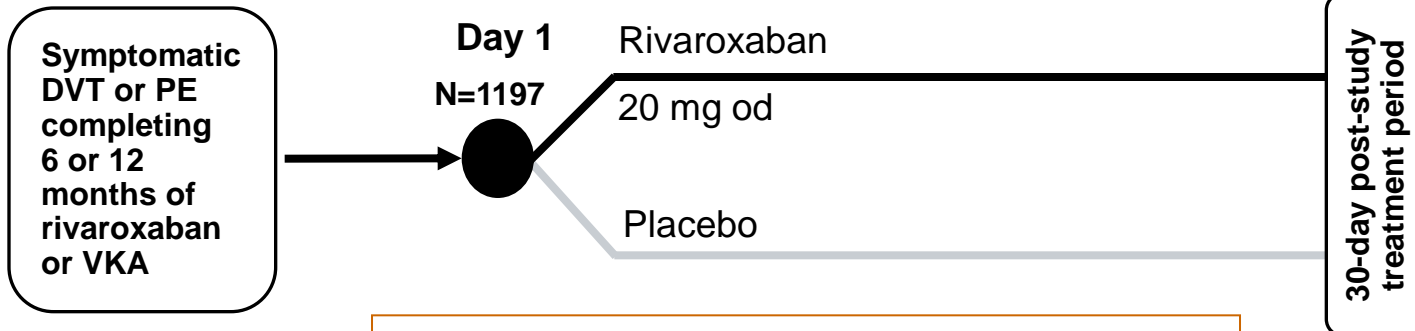 Symptomatic
DVT or PE
completing
6 or 12
months of
rivaroxaban
or VKA
Day 1
N=1197
Rivaroxaban
20 mg od
Placebo
30-day post-study
treatment period